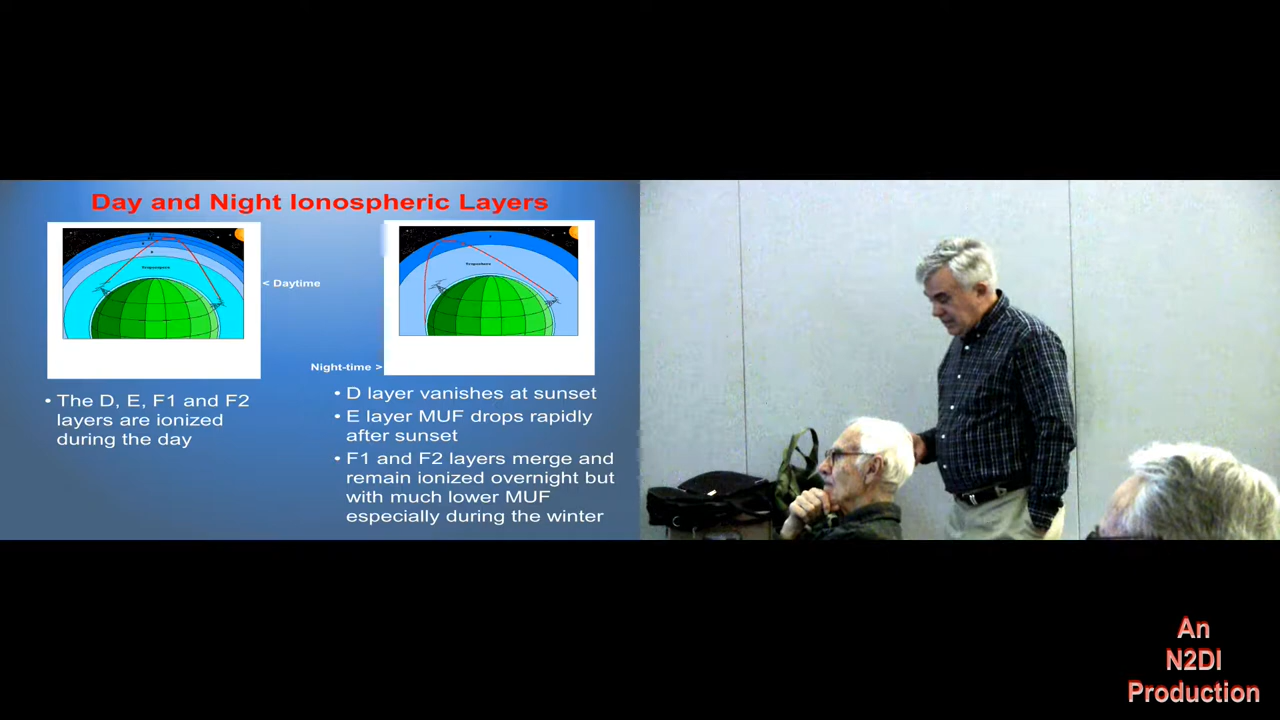 Day and Night Ionospheric Layers
< Daytime
Night-time >
• The D, E, F1 and F2
layers are ionized
during the day
• D layer vanishes at sunset
• E layer MUF drops rapidly
after sunset
• F1 and F2 layers merge and
remain ionized overnight but
with much lower MUF
especially during the winter
An
N2DI
Production